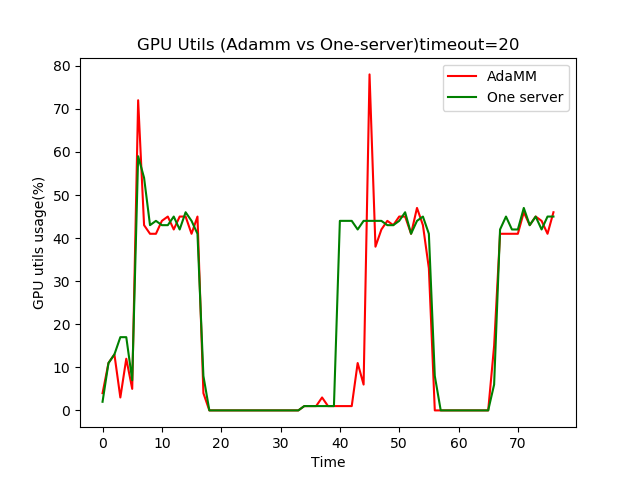 GPU Utils (Adamm vs One-server)timeout=20
AdaMM
One server
80
70
60
50
40
30
20
10
0
GPU utils usage(%)
0 10 20 30 40 50 60 70
Time